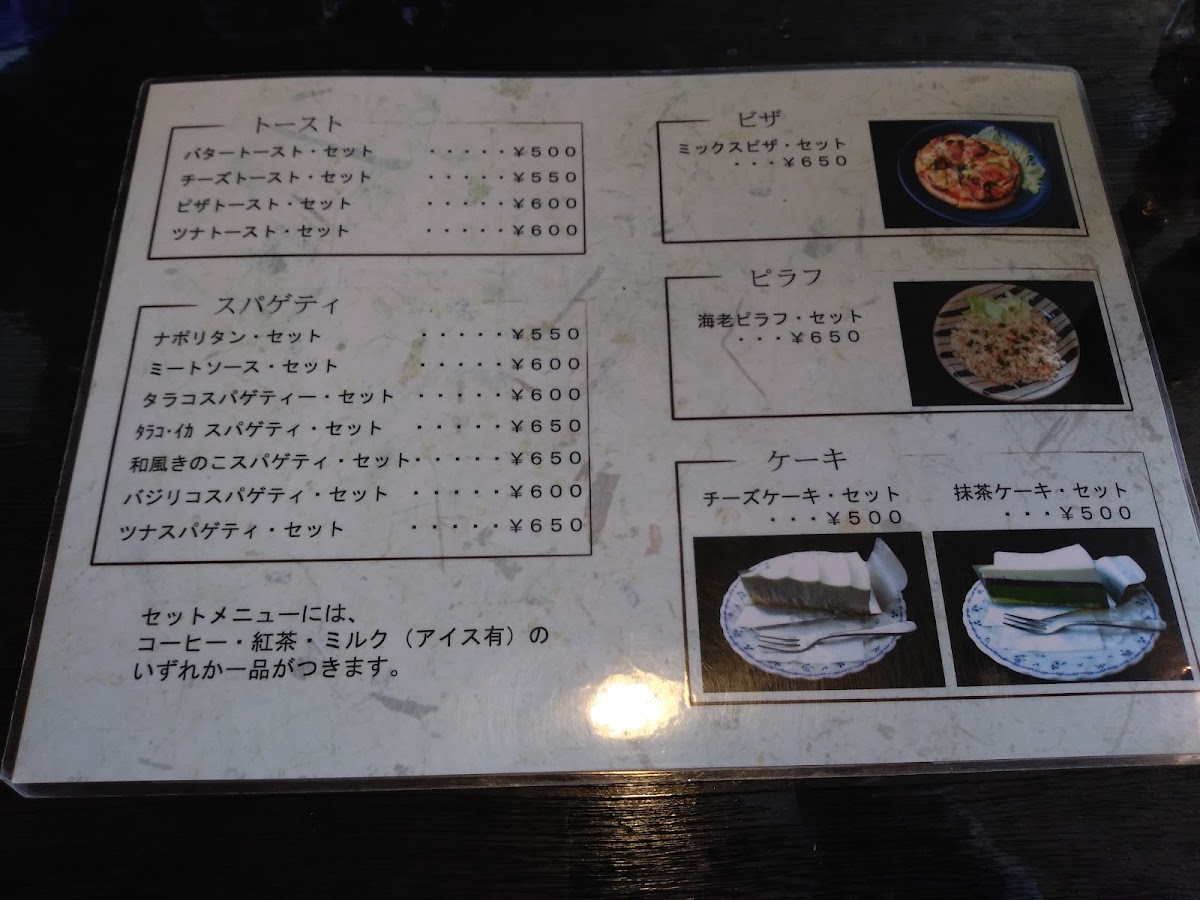 トースト
バタートースト・セット ・・・・・￥５００
チーズトースト・セット ・・・・・￥５５０
ピザトースト・セット ・・・・・￥６００
ツナトースト・セット ・・・・・￥６００
スパゲティ
ナポリタン・セット ・・・・・￥５５０
ミートソース・セット ・・・・・￥６００
タラコスパゲティー・セット ・・・・・￥６００
ﾀﾗｺ・ｲｶ スパゲティ・セット ・・・・・￥６５０
和風きのこスパゲティ・セット・・・・・￥６５０
バジリコスパゲティ・セット ・・・・・￥６００
ツナスパゲティ・セット ・・・・・￥６５０
セットメニューには、
コーヒー・紅茶・ミルク（アイス有）の
いずれか一品がつきます。
ピザ
ミックスピザ・セット
・・・￥６５０
ピラフ
海老ピラフ・セット
・・・￥６５０
ケーキ
チーズケーキ・セット
・・・￥５００
抹茶ケーキ・セット
・・・￥５００